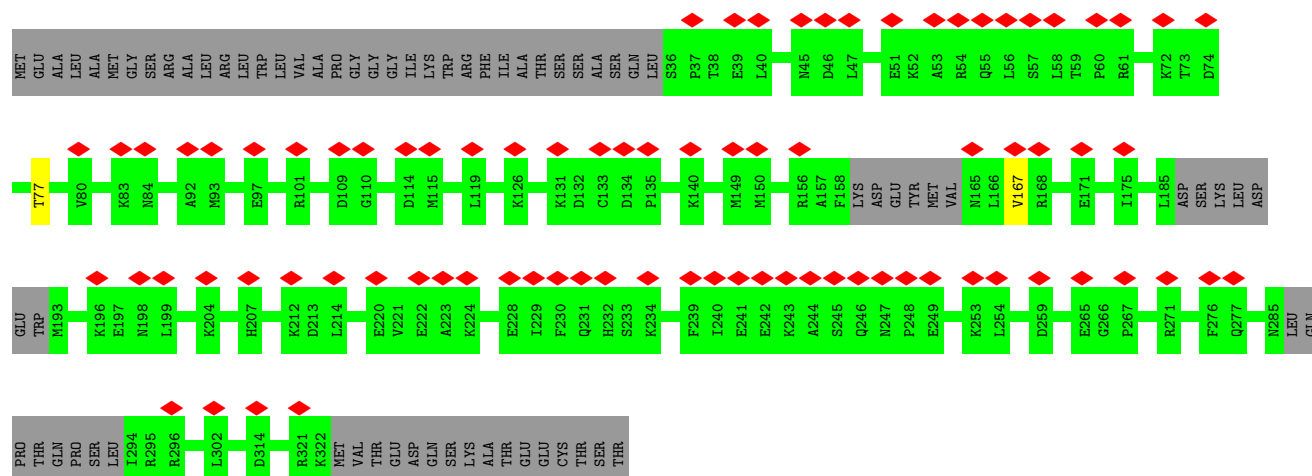 MET GLU ALA LEU ALA MET GLY SER ARG ALA LEU ARG LEU TRP LEU VAL ALA PRO GLY GLY GLY ILE LYS TRP ARG PHE ILE ALA THR SER SER ALA SER GLN LEU S36 P37 T38 E39 L40 N45 D46 L47 E51 K52 A53 R54 Q55 L56 S57 L58 T59 P60 R61 K72 T73 D74
T77 V80 K83 N84 A92 M93 E97 R101 D109 G110 D114 M115 L119 K126 K131 D132 C133 D134 P135 K140 M149 M150 R156 A157 F158 LYS ASP GLU TYR MET VAL N165 L166 V167 R168 E171 I175 L185 ASP SER LYS LEU ASP
GLU TRP M193 K196 E197 N198 L199 K204 H207 K212 D213 L214 E220 V221 E222 A223 K224 E228 I229 F230 Q231 H232 S233 K234 F239 I240 E241 E242 K243 A244 S245 Q246 N247 P248 E249 K253 L254 D259 E265 G266 P267 R271 F276 Q277 N285 LEU GLN
PRO THR GLN PRO SER LEU I294 R295 R296 L302 D314 R321 K322 MET VAL THR GLU ASP GLN SER LYS ALA THR GLU GLU CYS THR SER THR